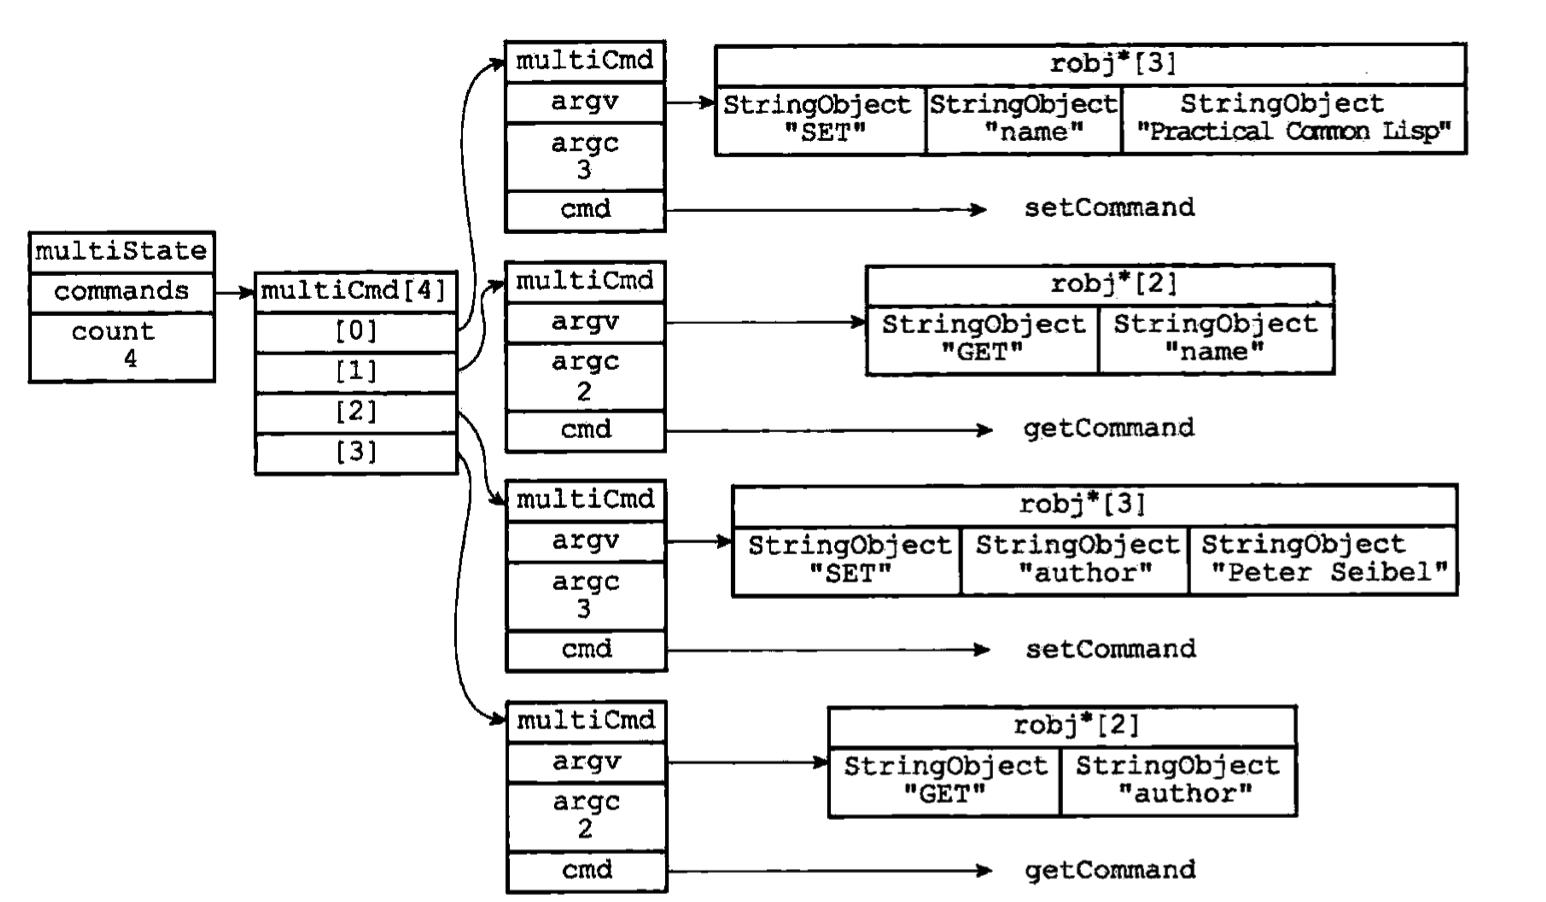 multiState
commands
count
4
multiCmd[4]
[0]
[1]
[2]
[3]
multiCmd
argv
argc
3
cmd
robj*[3]
StringObject
"SET"
StringObject
"name"
StringObject
"Practical Common Lisp"
setCommand
multiCmd
argv
argc
2
cmd
robj*[2]
StringObject
"GET"
StringObject
"name"
getCommand
multiCmd
argv
argc
3
cmd
robj*[3]
StringObject
"SET"
StringObject
"author"
StringObject
"Peter Seibel"
setCommand
multiCmd
argv
argc
2
cmd
robj*[2]
StringObject
"GET"
StringObject
"author"
getCommand